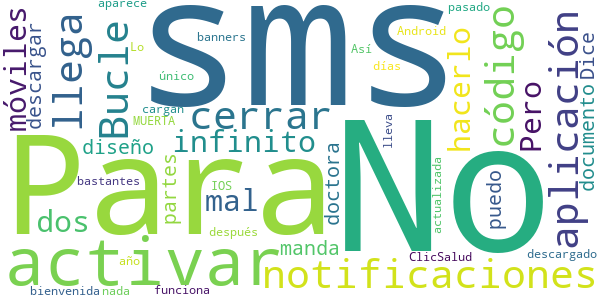 aparece
sms
pasado
móviles
descargar
llega
Bucle
Lo
banners
Así
Android
único
días
hacerlo
código
Pero
aplicación
Dice
documento
cargan
cerrar
MUERTA
infinito
diseño
Para
No
lleva
actualizada
partes
bastantes
IOS
mal
doctora
puedo
dos
después
activar
manda
ClicSalud
descargado
año
notificaciones
bienvenida
nada
funciona